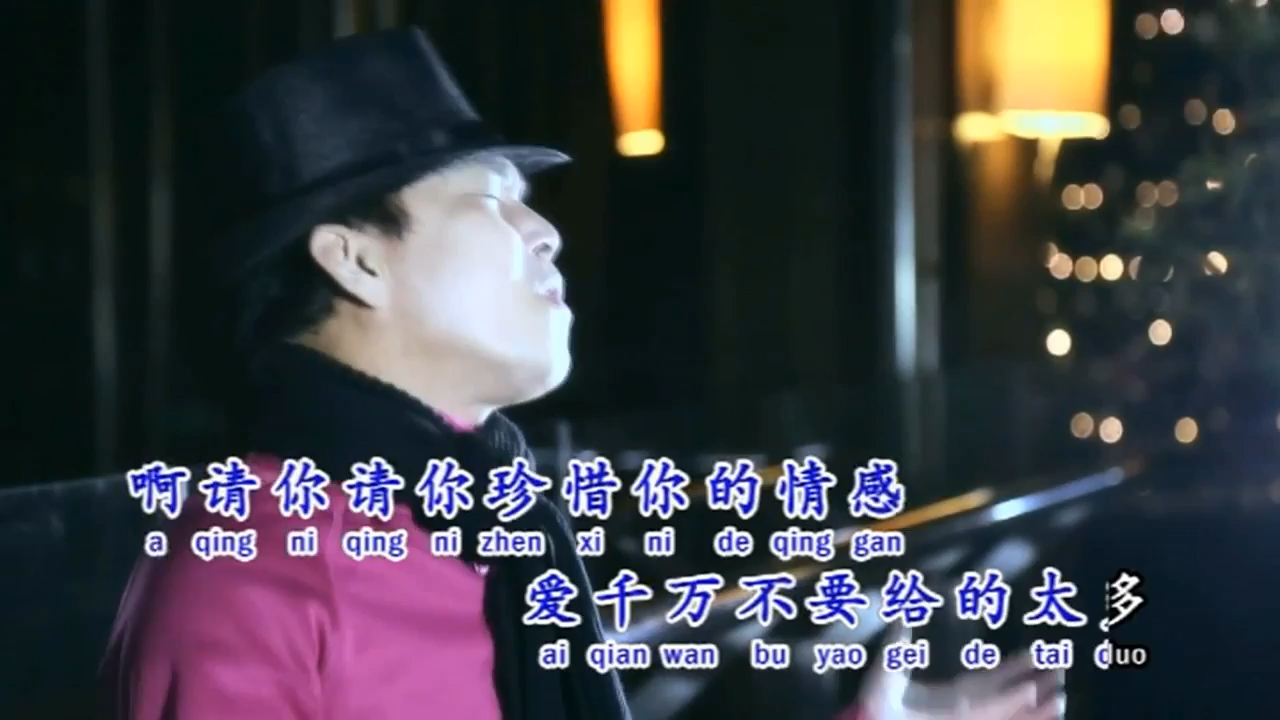 啊请你请你珍惜你的情感
a qing ni qing ni zhen xi ni de qing gan
爱千万不要给的太多
ai qian wan bu yao gei de tai duo